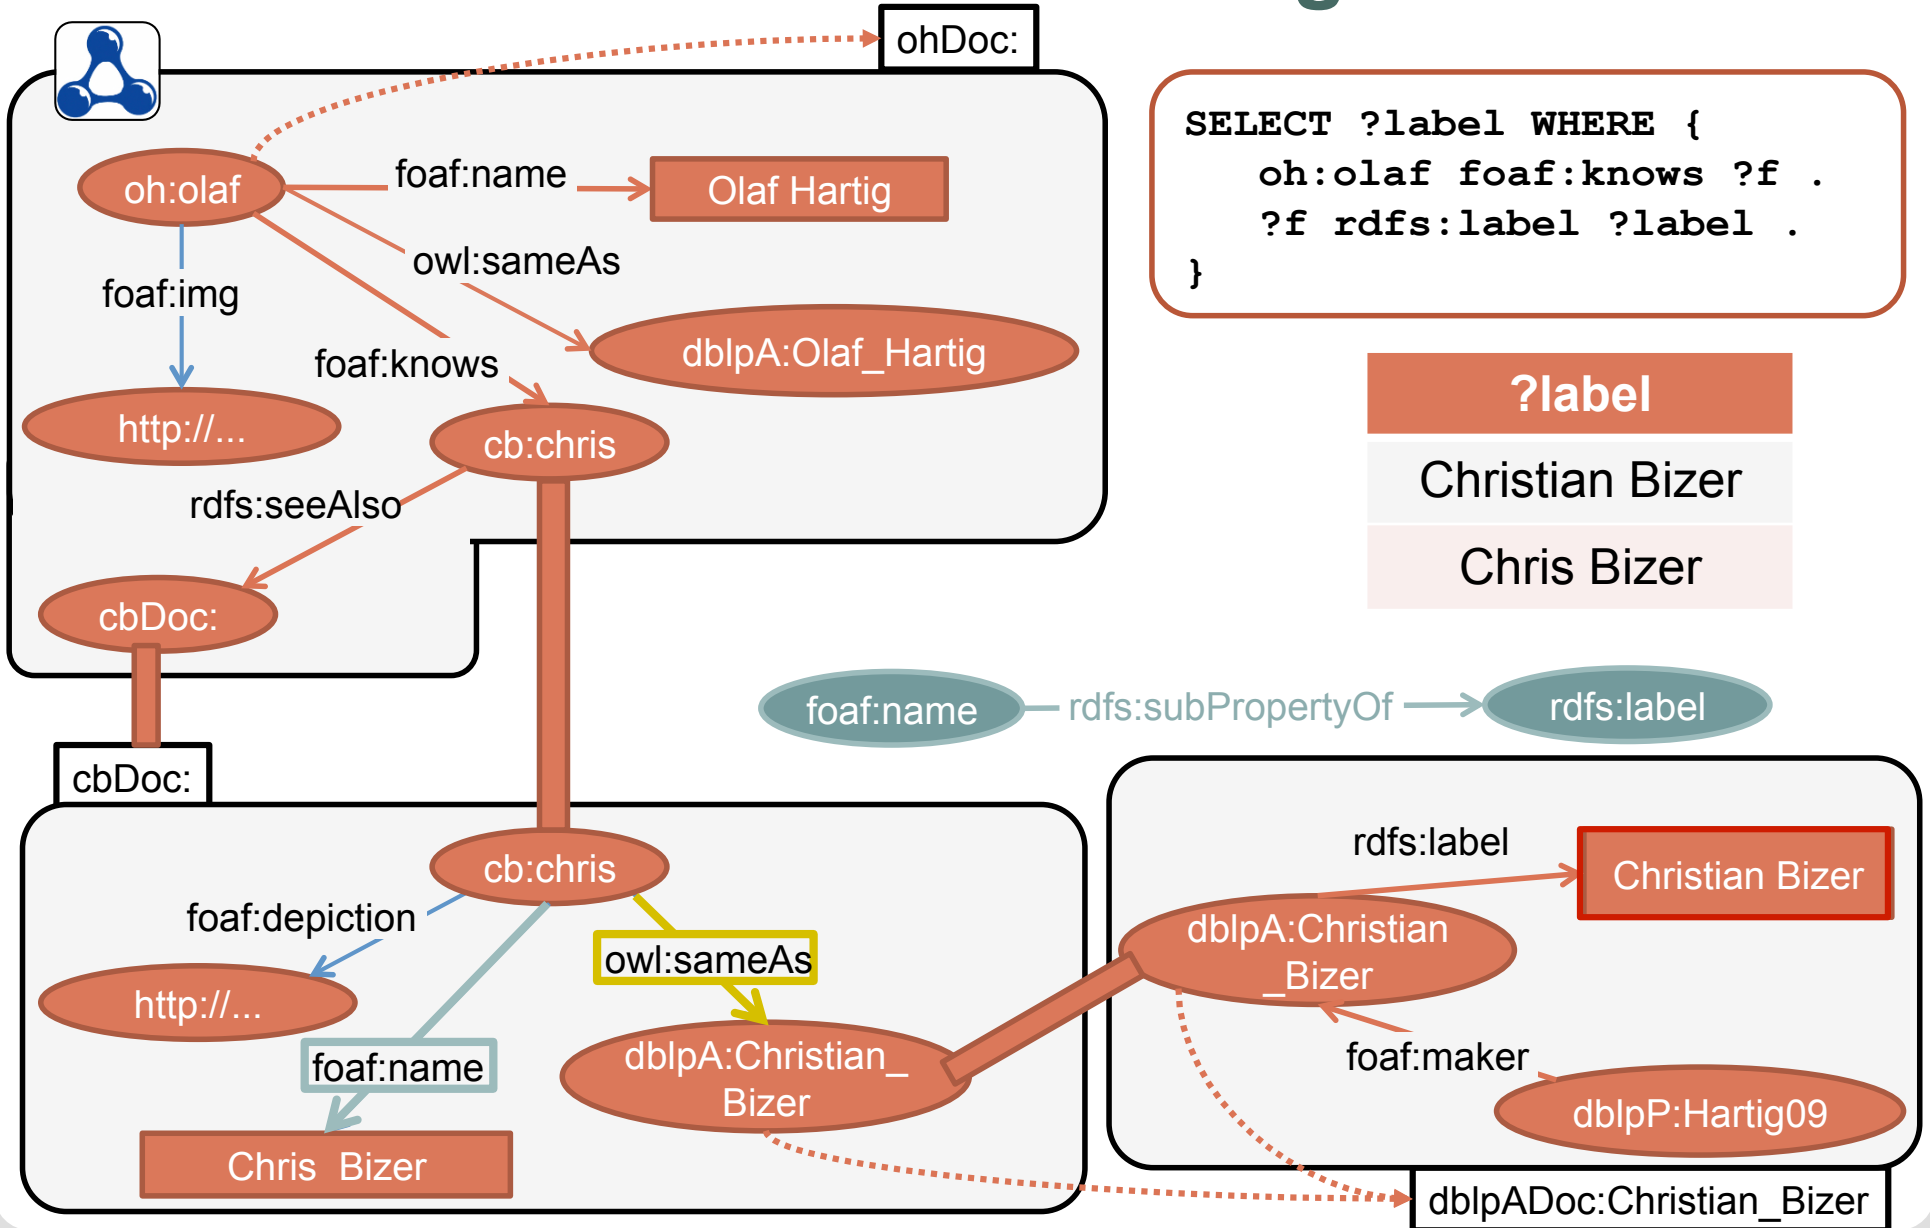 g
ohDoc:
oh:olaf
foaf:name
Olaf Hartig
owl:sameAs
foaf:img
dblpA:Olaf_Hartig
foaf:knows
http://...
cb:chris
rdfs:seeAlso
cbDoc:
SELECT ?label WHERE {
oh:olaf foaf:knows ?f .
?f rdfs:label ?label .
}
?label
Christian Bizer
Chris Bizer
foaf:name
rdfs:subPropertyOf
rdfs:label
cbDoc:
cb:chris
foaf:depiction
owl:sameAs
http://...
foaf:name
dblpA:Christian_
Bizer
Chris Bizer
rdfs:label
Christian Bizer
dblpA:Christian
_Bizer
foaf:maker
dblpP:Hartig09
dblpADoc:Christian_Bizer